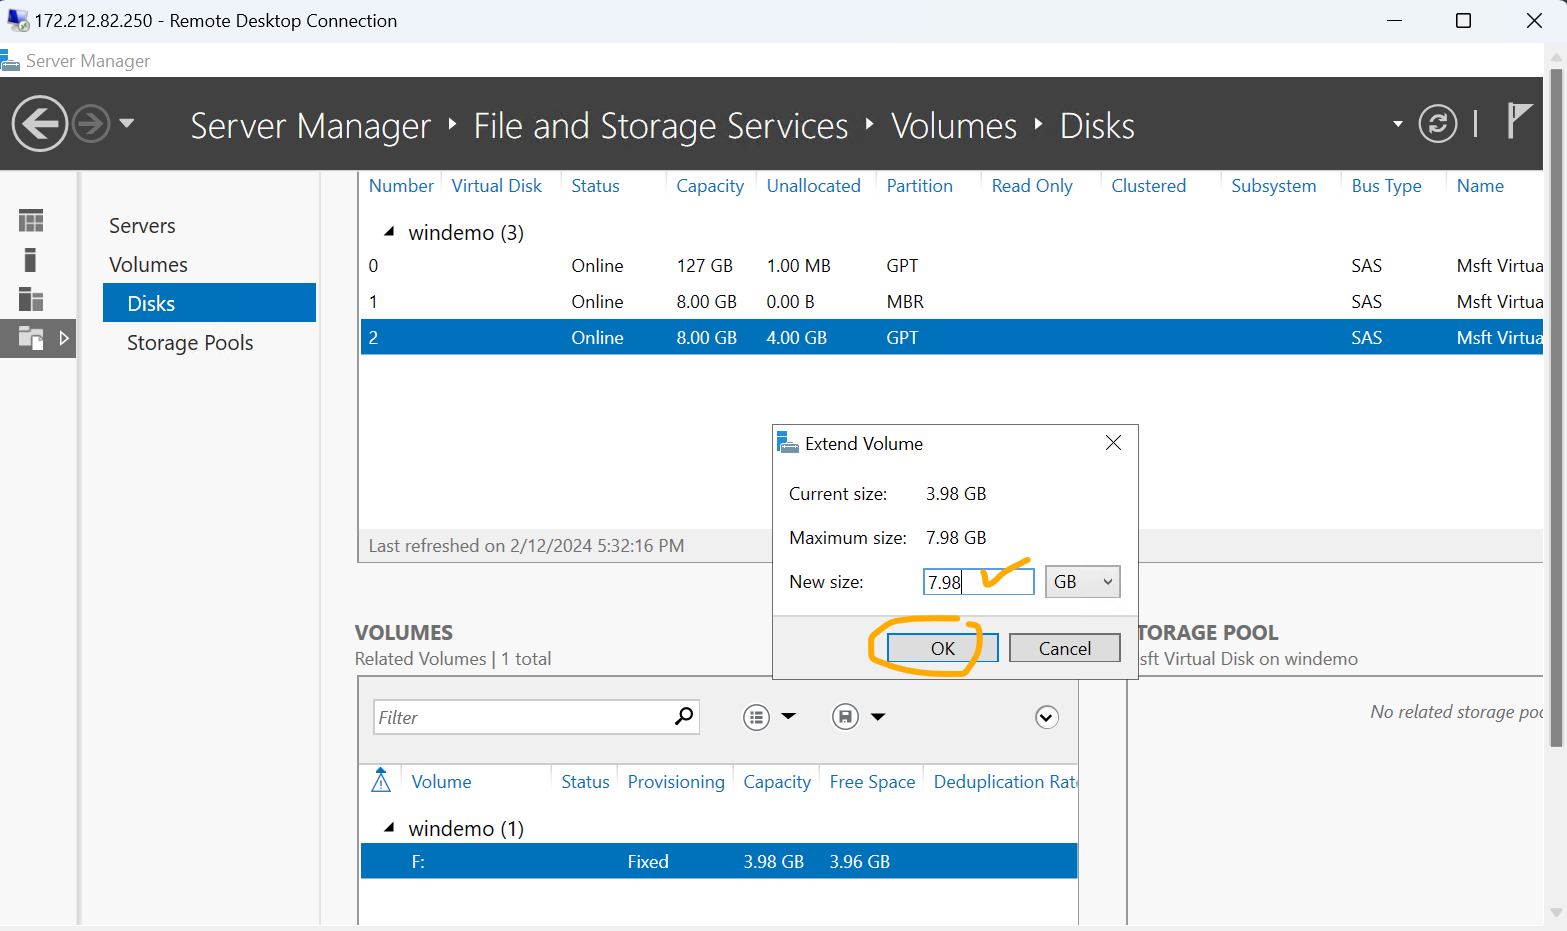 172.212.82.250 - Remote Desktop Connection
Server Manager
Server Manager File and Storage Services Volumes Disks
Servers
Volumes
Disks
Storage Pools
Number Virtual Disk Status Capacity Unallocated Partition Read Only Clustered Subsystem Bus Type Name
windemo (3)
0 Online 127 GB 1.00 MB GPT SAS Msft Virtua
1 Online 8.00 GB 0.00 B MBR SAS Msft Virtua
2 Online 8.00 GB 4.00 GB GPT SAS Msft Virtua
Last refreshed on 2/12/2024 5:32:16 PM
Extend Volume
Current size: 3.98 GB
Maximum size: 7.98 GB
New size: 7.98 GB
OK Cancel
VOLUMES
Related Volumes | 1 total
Filter
Volume Status Provisioning Capacity Free Space Deduplication Rat
windemo (1)
F: Fixed 3.98 GB 3.96 GB
TORAGE POOL
sft Virtual Disk on windemo
No related storage poo